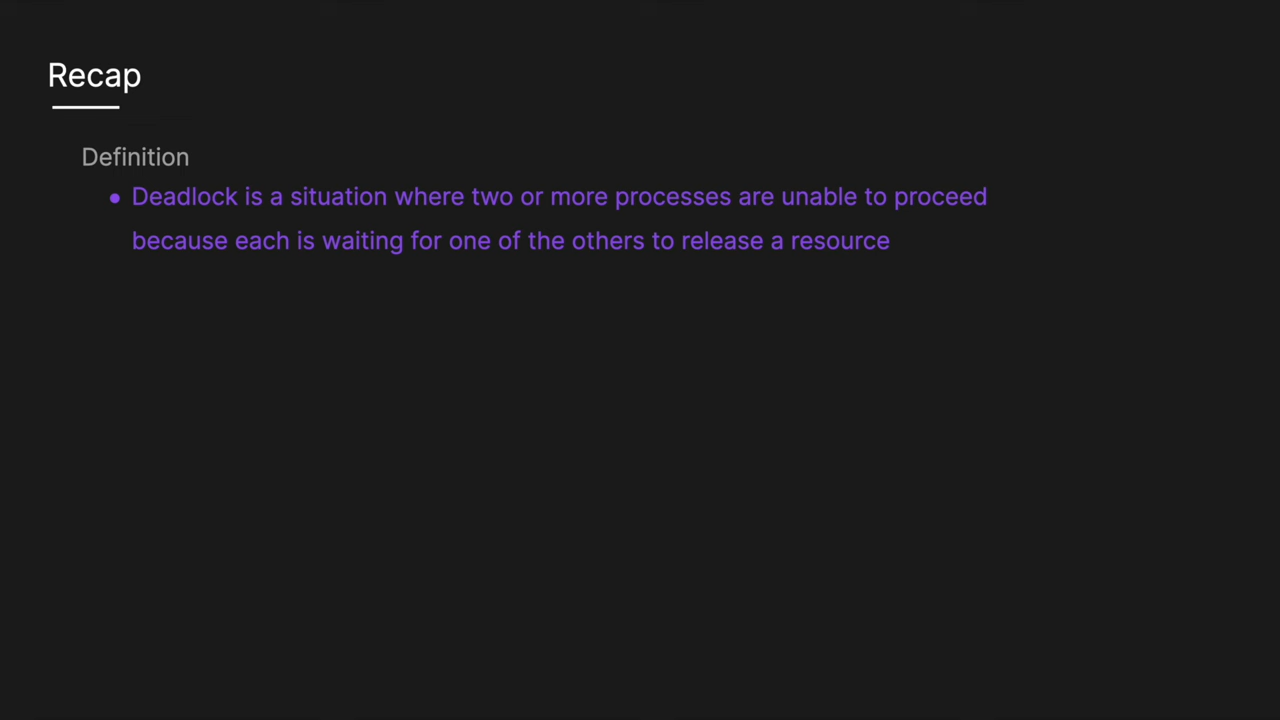 Recap
Definition
• Deadlock is a situation where two or more processes are unable to proceed
because each is waiting for one of the others to release a resource